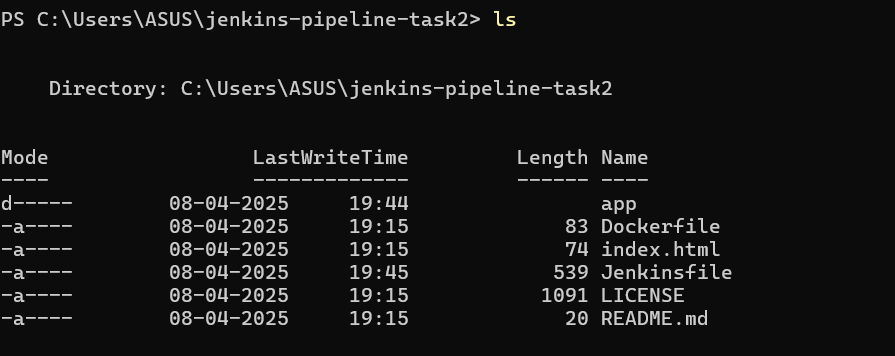 PS C:\Users\ASUS\jenkins-pipeline-task2> ls
Directory: C:\Users\ASUS\jenkins-pipeline-task2
Mode                 LastWriteTime         Length Name
----                 -------------         ------ ----
d-----        08-04-2025     19:44                app
-a----        08-04-2025     19:15             83 Dockerfile
-a----        08-04-2025     19:15             74 index.html
-a----        08-04-2025     19:45            539 Jenkinsfile
-a----        08-04-2025     19:15           1091 LICENSE
-a----        08-04-2025     19:15             20 README.md